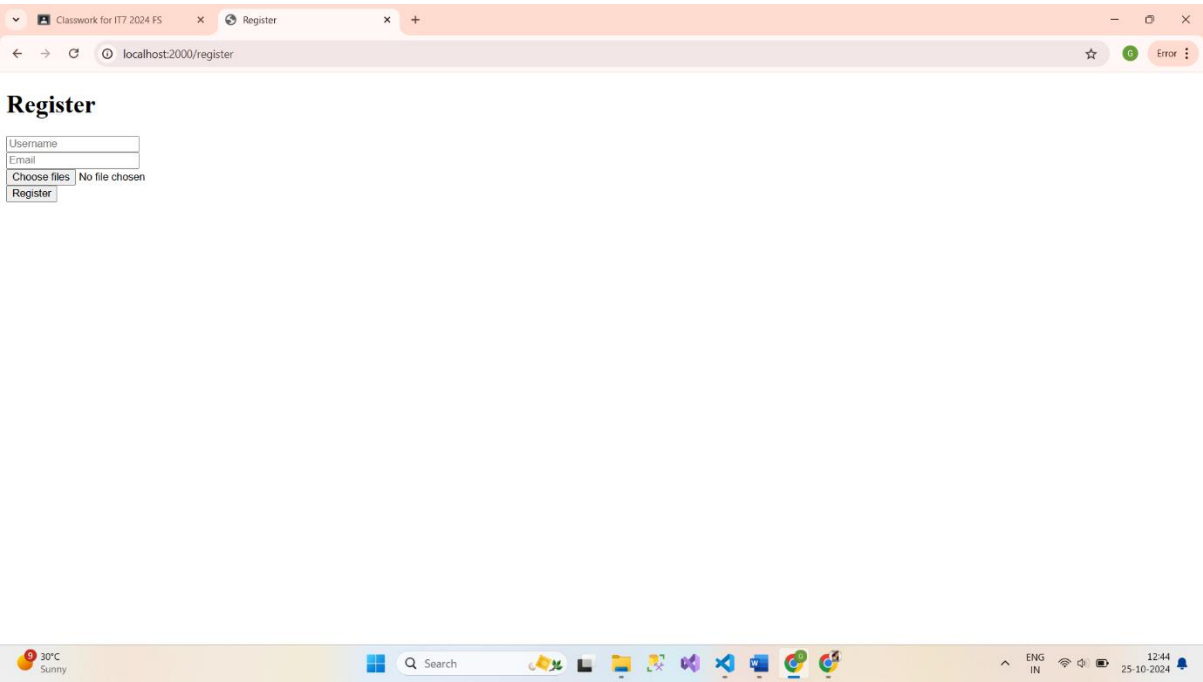 Classwork for IT7 2024 FS
Register
localhost:2000/register
G
Error
Register
Username
Email
Choose files No file chosen
Register
9
30°C
Sunny
Search
ENG
IN
12:44
25-10-2024